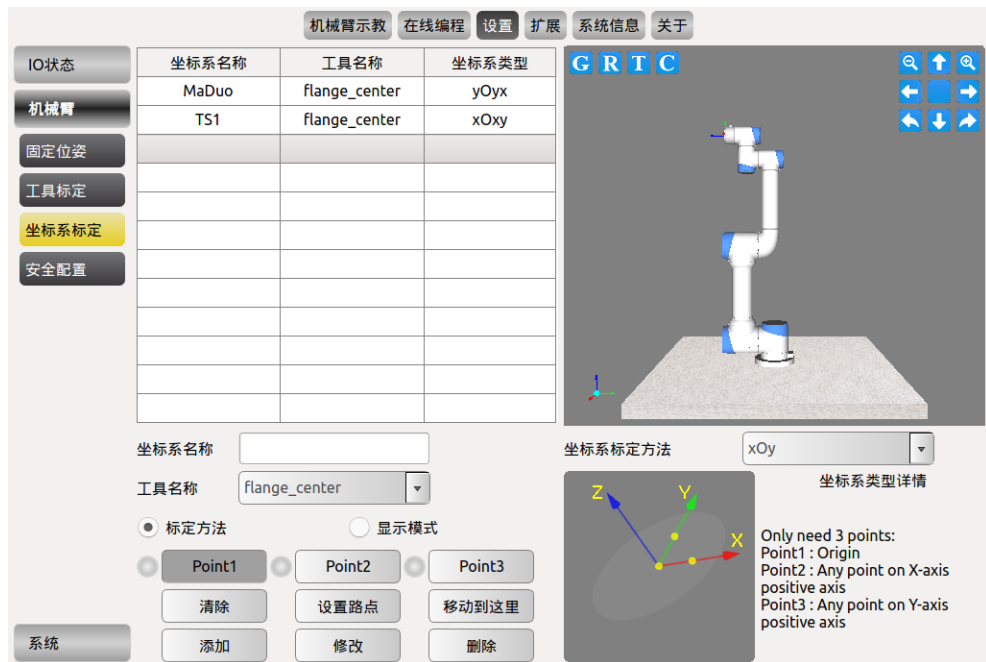 机械臂示教 在线编程 设置 扩展 系统信息 关于
IO状态
机械臂
固定位姿
工具标定
坐标系标定
安全配置
系统
坐标系名称 工具名称 坐标系类型
MaDuo flange_center yOyx
TS1 flange_center xOxy
G R T C
坐标系名称
工具名称 flange_center
标定方法 显示模式
Point1 Point2 Point3
清除 设置路点 移动到这里
添加 修改 删除
坐标系标定方法 xOy
坐标系类型详情
Z Y X
Only need 3 points:
Point1 : Origin
Point2 : Any point on X-axis
positive axis
Point3 : Any point on Y-axis
positive axis